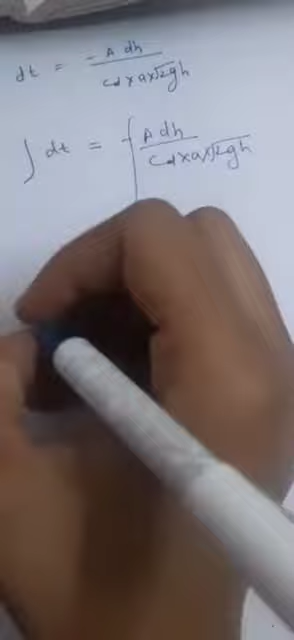 dt = -A dh / Cd×a×√2gh
∫dt = -∫ A dh / Cd×a×√2gh